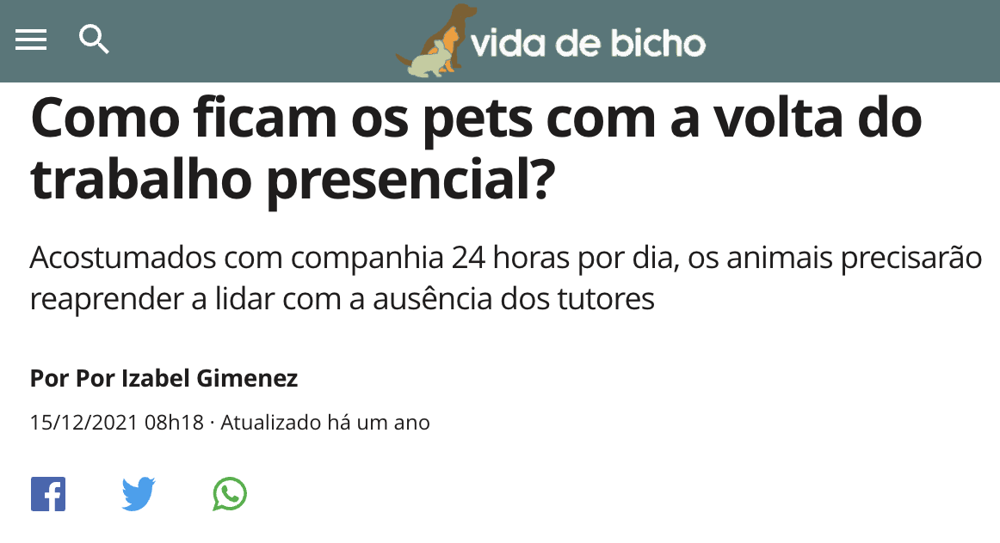 vida de bicho
Como ficam os pets com a volta do
trabalho presencial?
Acostumados com companhia 24 horas por dia, os animais precisarão
reaprender a lidar com a ausência dos tutores
Por Por Izabel Gimenez
15/12/2021 08h18 · Atualizado há um ano